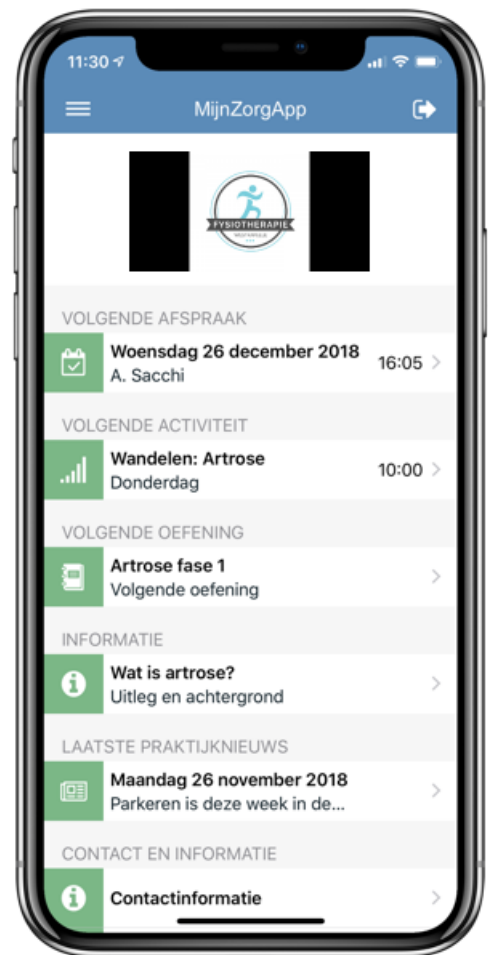 11:30
MijnZorgApp
FYSIOTHERAPIE
VOLGENDE AFSPRAAK
Woensdag 26 december 2018
A. Sacchi
16:05
VOLGENDE ACTIVITEIT
Wandelen: Artrose
Donderdag
10:00
VOLGENDE OEFENING
Artrose fase 1
Volgende oefening
INFORMATIE
Wat is artrose?
Uitleg en achtergrond
LAATSTE PRAKTIJKNIEUWS
Maandag 26 november 2018
Parkeren is deze week in de...
CONTACT EN INFORMATIE
Contactinformatie